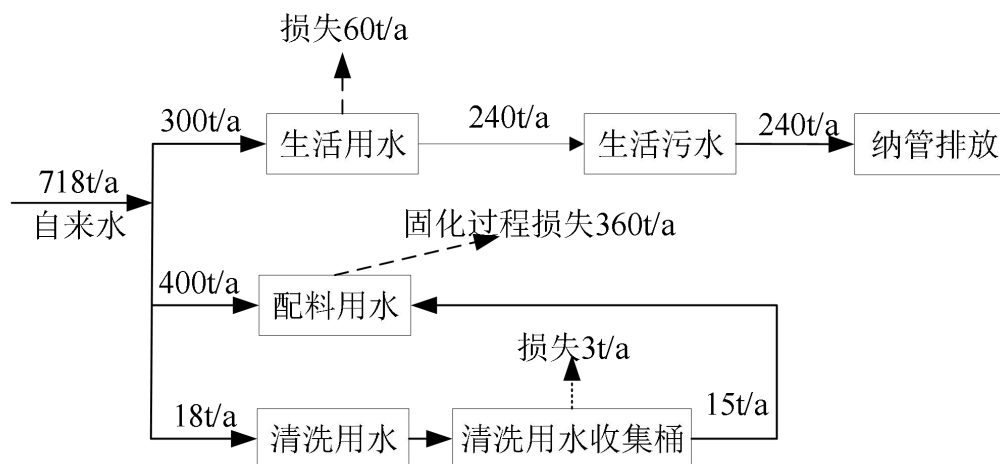 损失60t/a
300t/a
生活用水
240t/a
生活污水
240t/a
纳管排放
718t/a
自来水
固化过程损失360t/a
400t/a
配料用水
损失3t/a
18t/a
清洗用水
清洗用水收集桶
15t/a